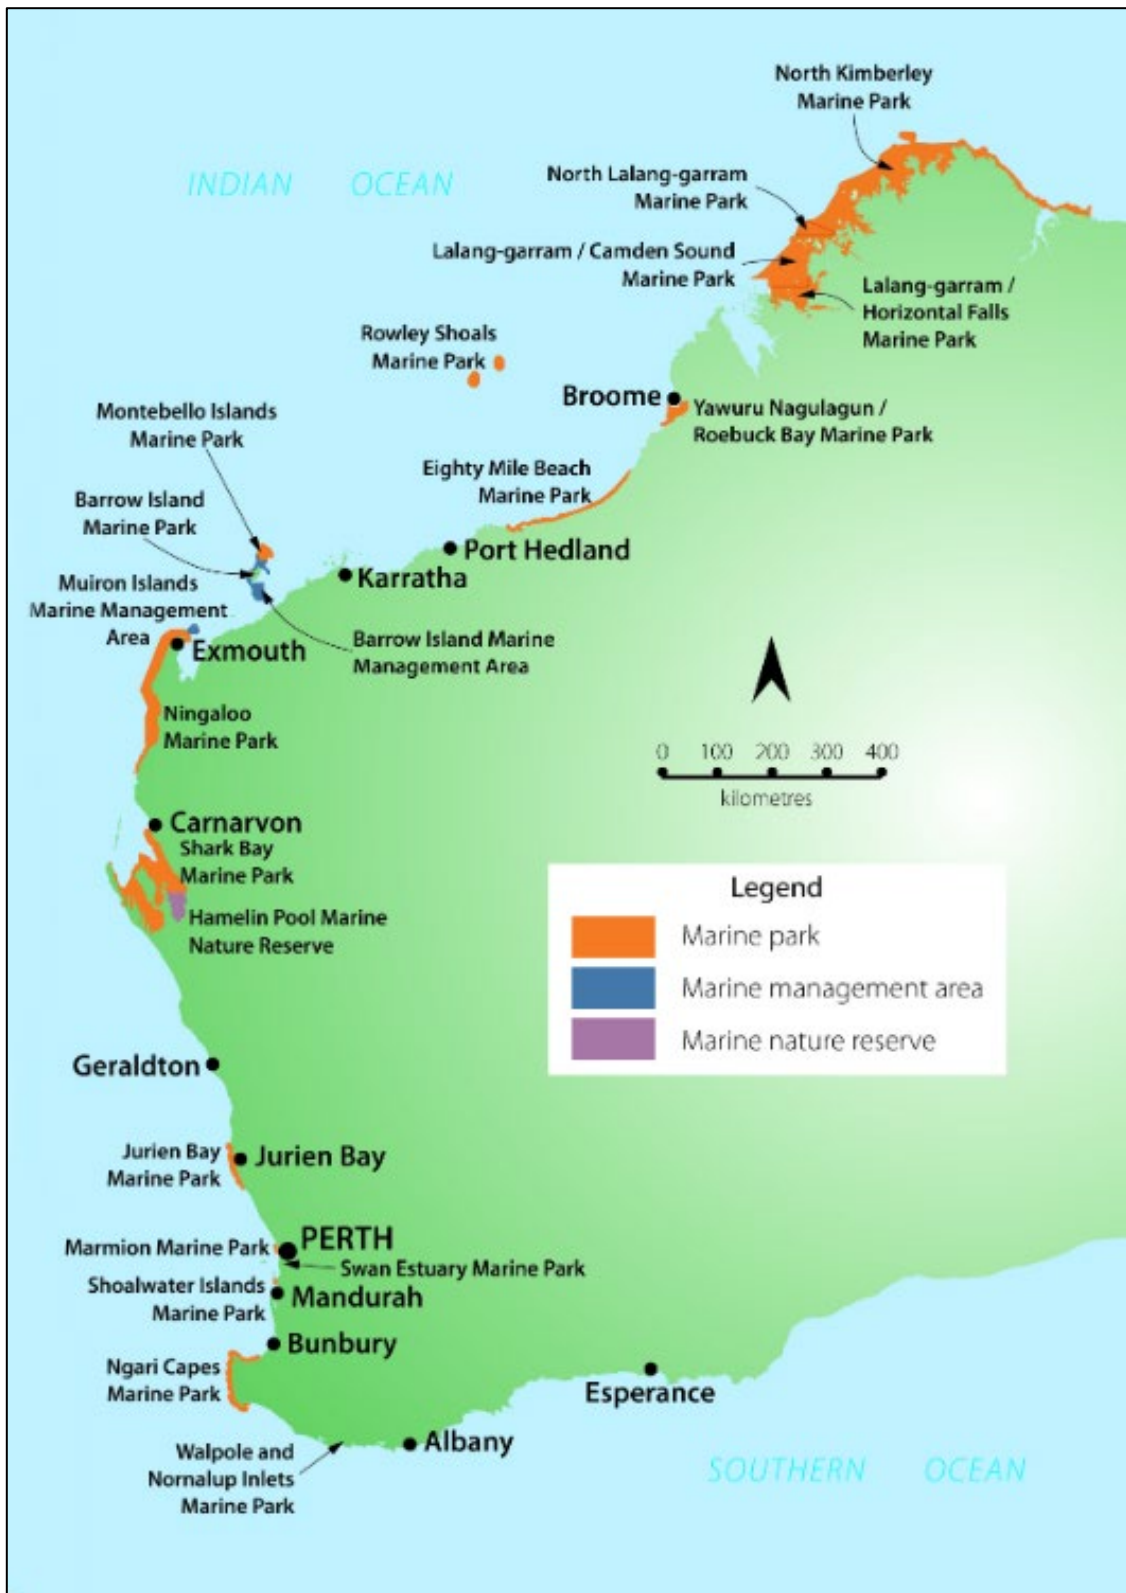 North Kimberley
Marine Park
INDIAN OCEAN
North Lalang-garram
Marine Park
Lalang-garram / Camden Sound
Marine Park
Lalang-garram /
Horizontal Falls
Marine Park
Rowley Shoals
Marine Park
Broome
Yawuru Nagulagun /
Roebuck Bay Marine Park
Montebello Islands
Marine Park
Eighty Mile Beach
Marine Park
Barrow Island
Marine Park
Port Hedland
Karratha
Muiron Islands
Marine Management
Area
Exmouth
Barrow Island Marine
Management Area
Ningaloo
Marine Park
0 100 200 300 400
kilometres
Carnarvon
Shark Bay
Marine Park
Hamelin Pool Marine
Nature Reserve
Legend
Marine park
Marine management area
Marine nature reserve
Geraldton
Jurien Bay
Marine Park
Jurien Bay
Marmion Marine Park
PERTH
Swan Estuary Marine Park
Shoalwater Islands
Marine Park
Mandurah
Bunbury
Ngari Capes
Marine Park
Esperance
Albany
Walpole and
Nornalup Inlets
Marine Park
SOUTHERN OCEAN